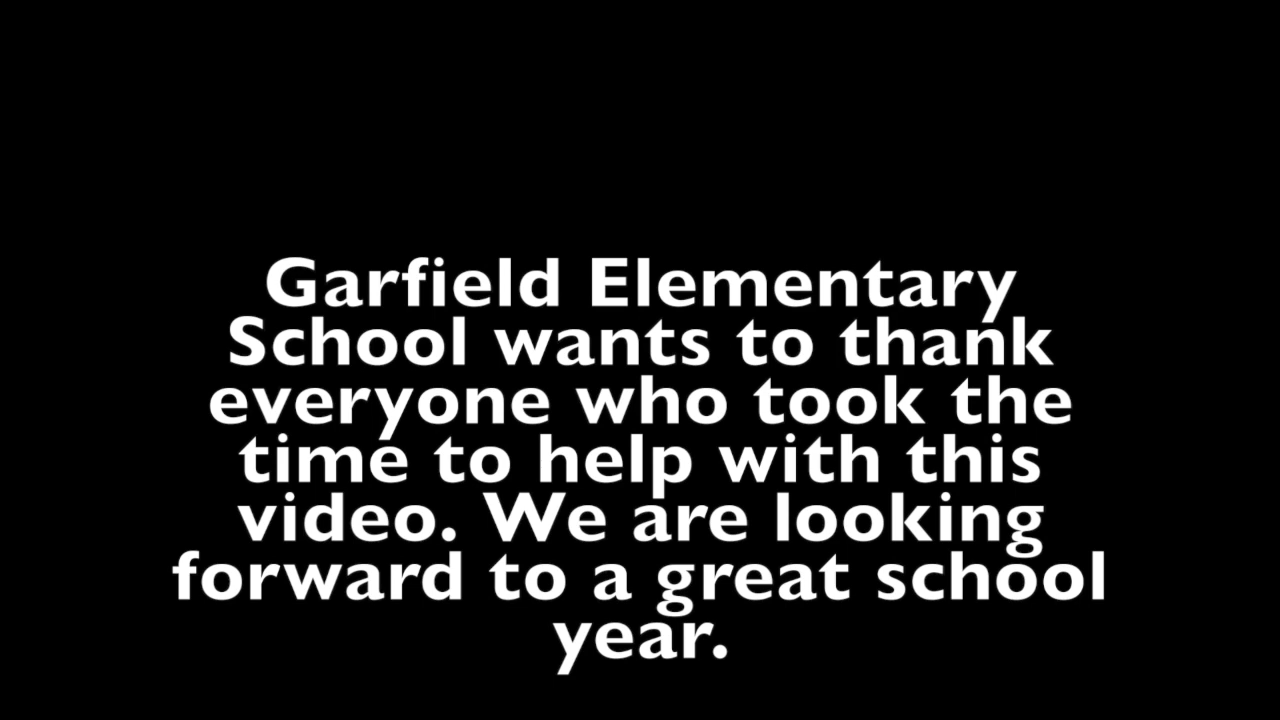 Garfield Elementary
School wants to thank
everyone who took the
time to help with this
video. We are looking
forward to a great school
year.